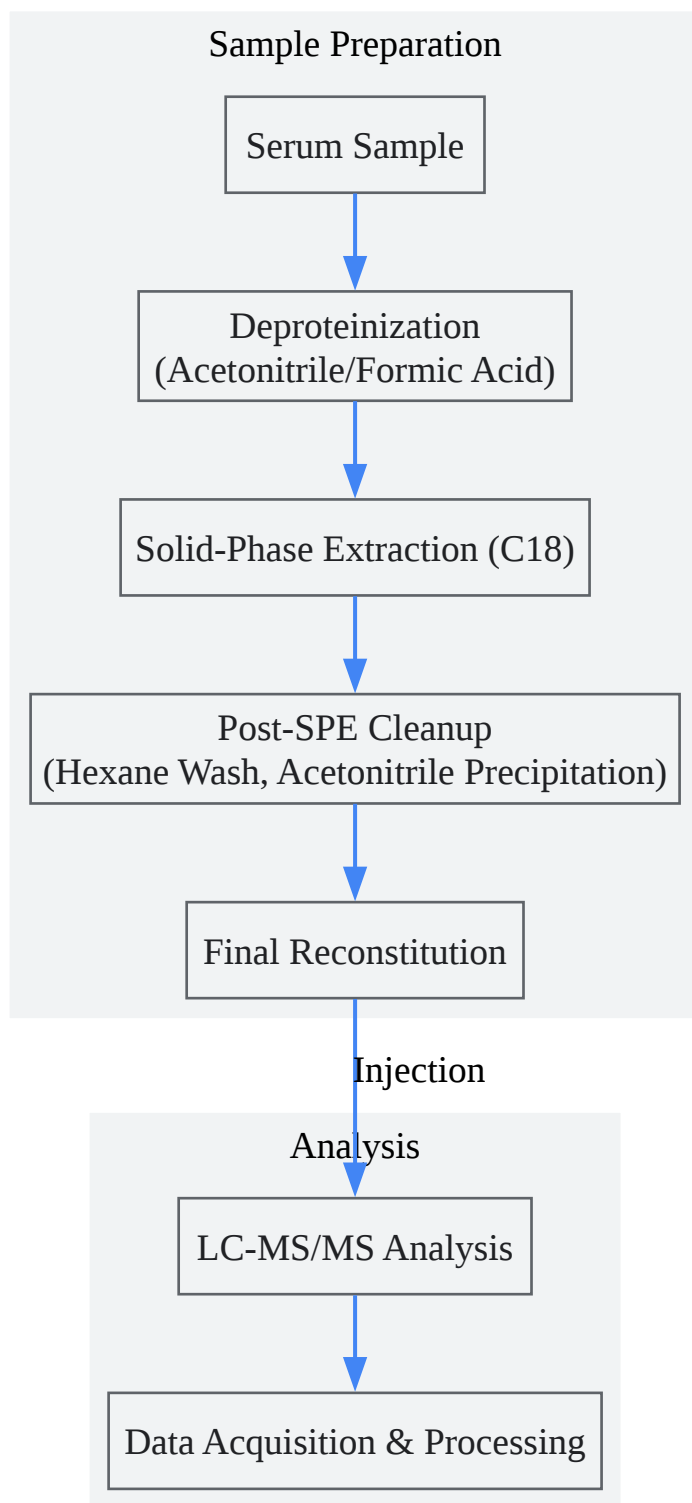 Sample Preparation
Serum Sample
Deproteinization
(Acetonitrile/Formic Acid)
Solid-Phase Extraction (C18)
Post-SPE Cleanup
(Hexane Wash, Acetonitrile Precipitation)
Final Reconstitution
Injection
Analysis
LC-MS/MS Analysis
Data Acquisition & Processing